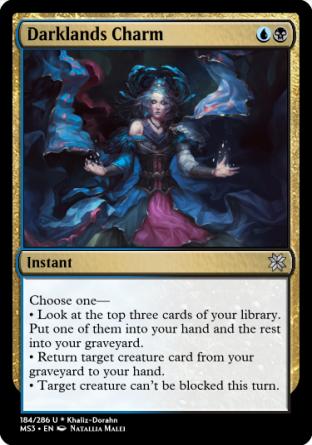 Darklands Charm
Instant
Choose one—
• Look at the top three cards of your library.
Put one of them into your hand and the rest
into your graveyard.
• Return target creature card from your
graveyard to your hand.
• Target creature can't be blocked this turn.
184/286 U * Khaliz-Dorahn
MS3 • EN Natallia Malei